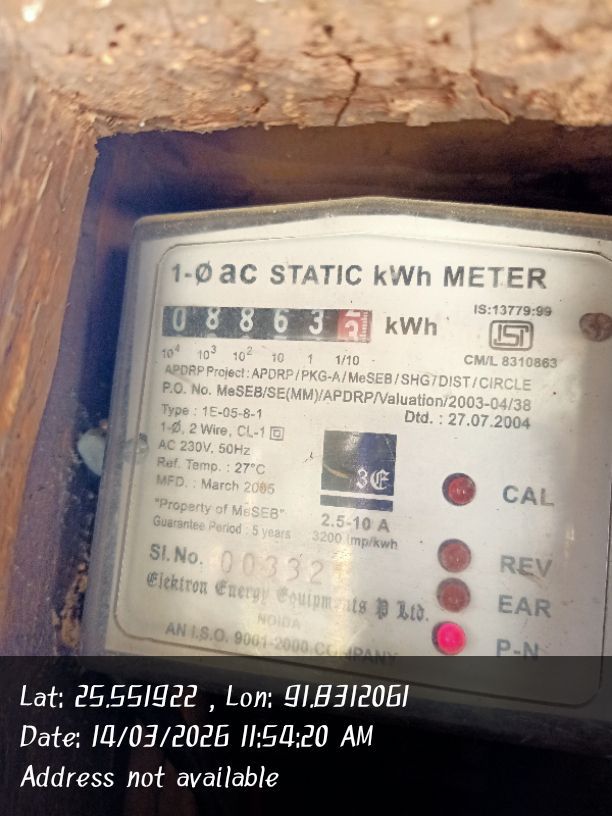 1-Ø ac STATIC kWh METER
IS:13779:99
0 8 8 6 3 kWh
ISI
10⁴ 10³ 10² 10 1 1/10
CM/L 8310863
APDRP Project: APDRP/PKG-A/MeSEB/SHG/DIST/CIRCLE
P.O. No. MeSEB/SE(MM)/APDRP/Valuation/2003-04/38
Dtd. : 27.07.2004
Type : 1E-05-8-1
1-Ø, 2 Wire, CL-1
AC 230V, 50Hz
Ref. Temp. : 27°C
MFD. : March 2005
3E
"Property of MeSEB"
Guarantee Period : 5 years
2.5-10 A
3200 imp/kwh
CAL
REV
EAR
P-N
Sl. No. 00332
Elektron Energy Equipments P Ltd.
NOIDA
AN I.S.O. 9001-2000 COMPANY
Lat: 25.551922 , Lon: 91.8312061
Date: 14/03/2026 11:54:20 AM
Address not available